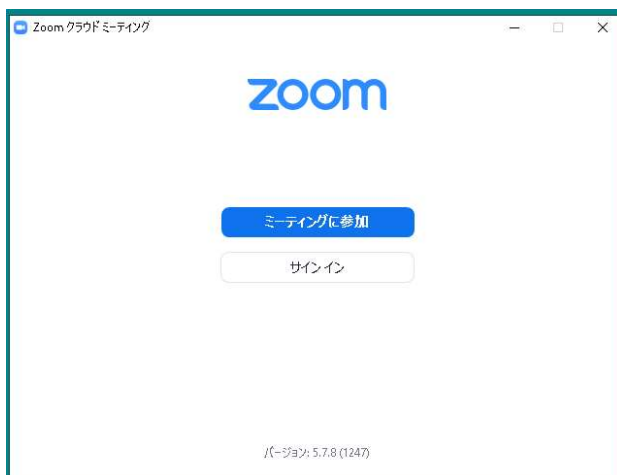 Zoom クラウド ミーティング
zoom
ミーティングに参加
サイン イン
バージョン: 5.7.8 (1247)